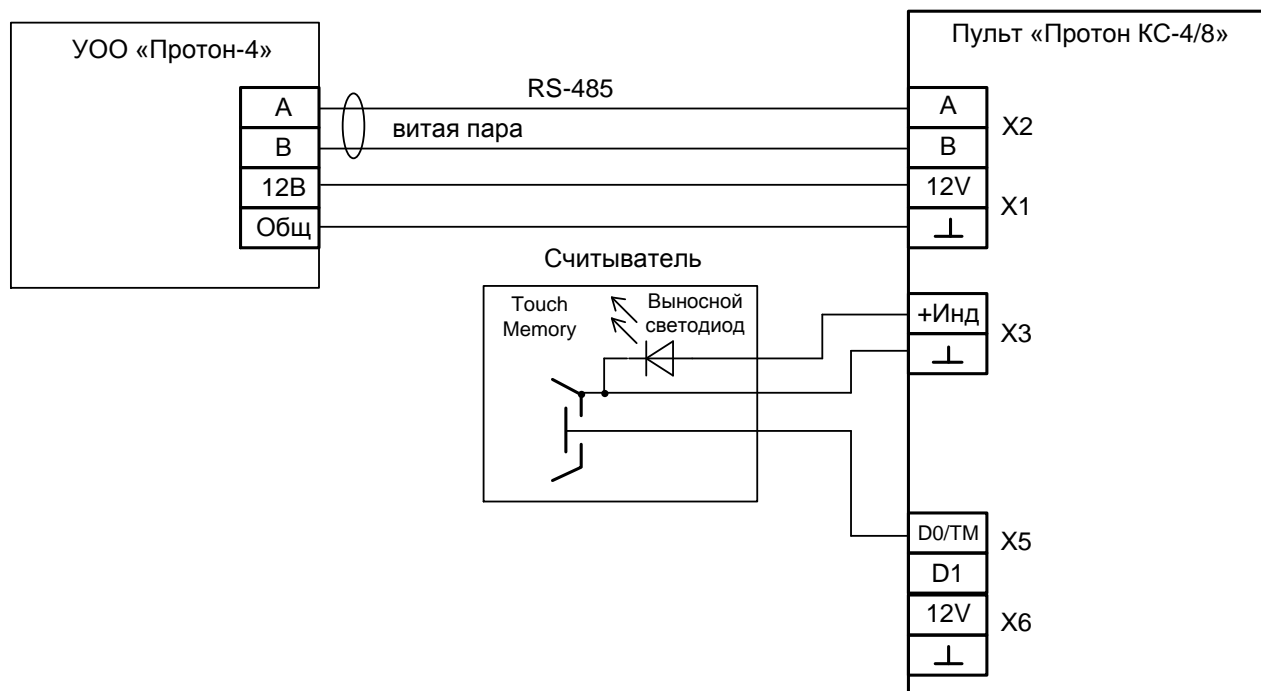 УОО «Протон-4»
A
B
12В
Общ
RS-485
витая пара
Пульт «Протон КС-4/8»
A
B
X2
12V
X1
Считыватель
Touch
Memory
Выносной
светодиод
+Инд
X3
D0/TM
X5
D1
12V
X6